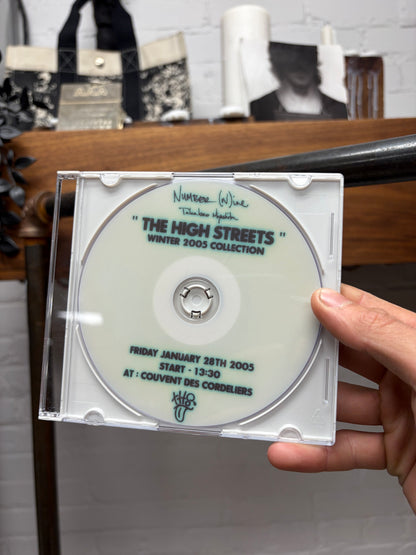 NUMBER (N)INE
Takahiro Miyashita
" THE HIGH STREETS "
WINTER 2005 COLLECTION
FRIDAY JANUARY 28TH 2005
START - 13:30
AT : COUVENT DES CORDELIERS